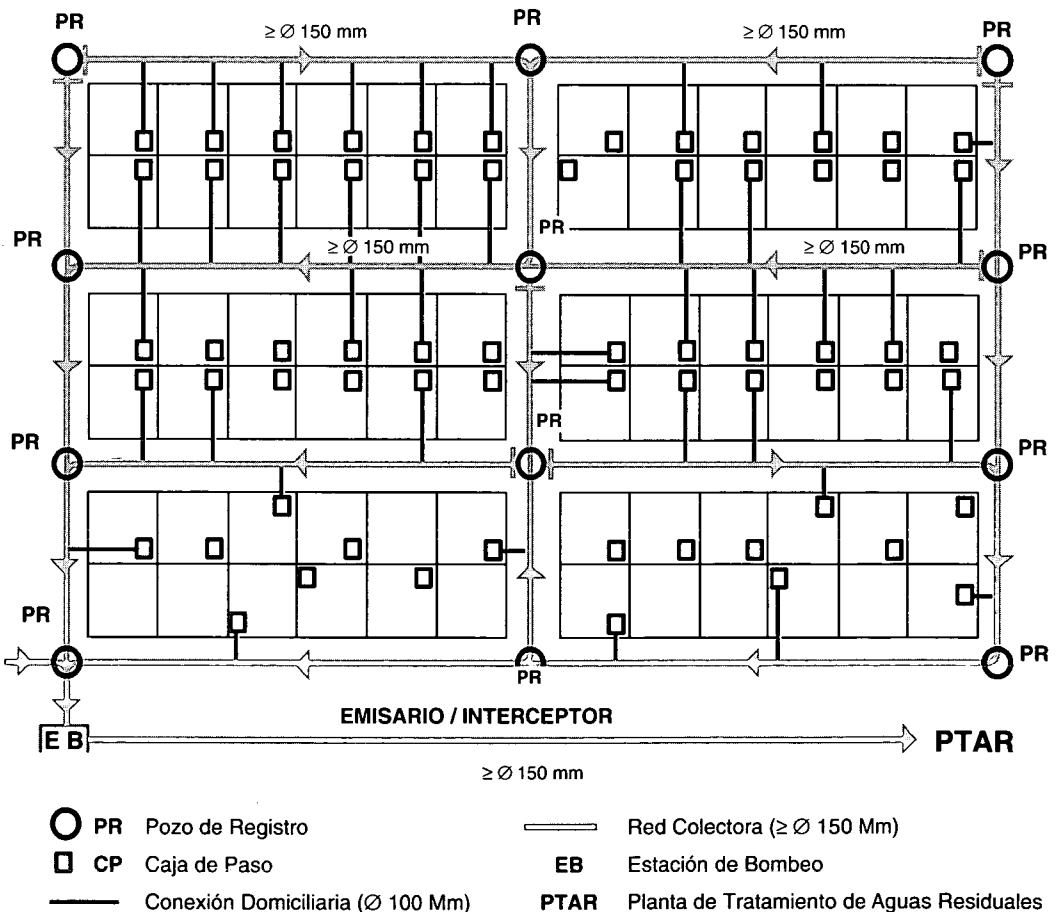 PR
PR
PR
≥ Ø 150 mm
≥ Ø 150 mm
PR
PR
PR
≥ Ø 150 mm
≥ Ø 150 mm
PR
PR
PR
PR
PR
PR
EMISARIO / INTERCEPTOR
E B
PTAR
≥ Ø 150 mm
PR Pozo de Registro
Red Colectora (≥ Ø 150 Mm)
CP Caja de Paso
EB Estación de Bombeo
Conexión Domiciliaria (Ø 100 Mm)
PTAR Planta de Tratamiento de Aguas Residuales